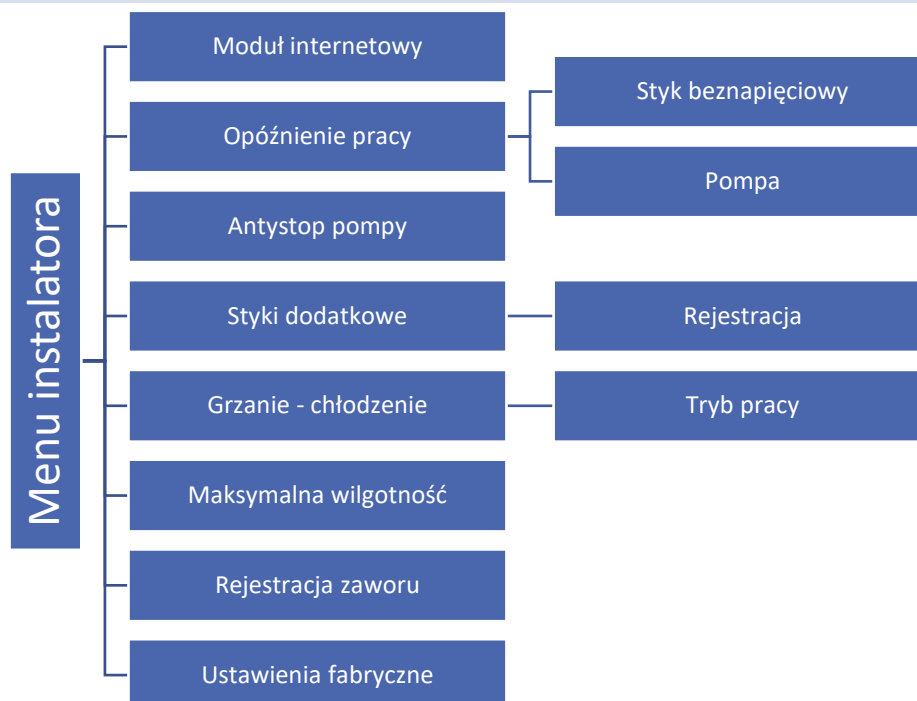 Menu instalatora
Moduł internetowy
Opóźnienie pracy
Styk beznapięciowy
Pompa
Antystop pompy
Styki dodatkowe
Rejestracja
Grzanie - chłodzenie
Tryb pracy
Maksymalna wilgotność
Rejestracja zaworu
Ustawienia fabryczne